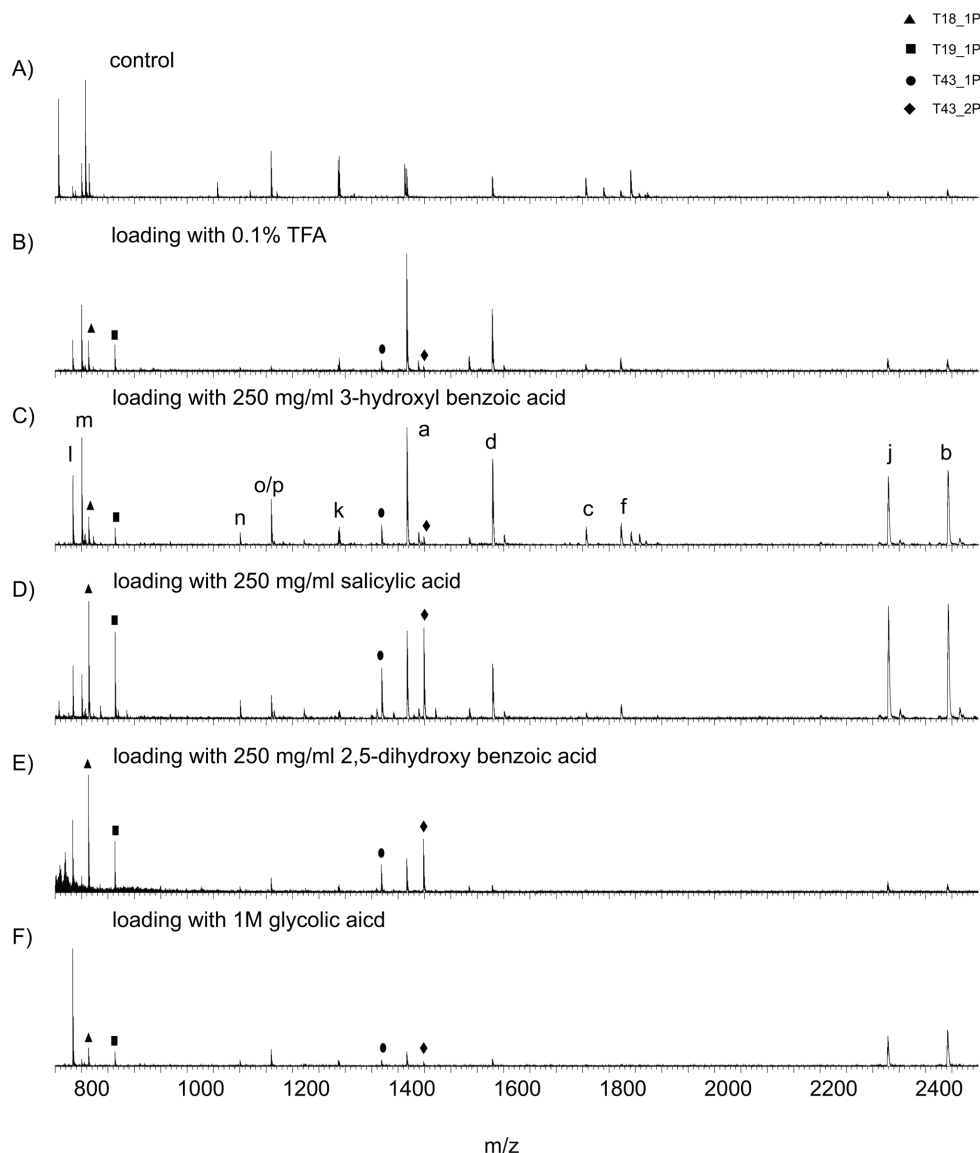 T18_1P
T19_1P
T43_1P
T43_2P
A)
control
B)
loading with 0.1% TFA
C)
loading with 250 mg/ml 3-hydroxyl benzoic acid
l
m
o/p
n
k
a
d
c
f
j
b
D)
loading with 250 mg/ml salicylic acid
E)
loading with 250 mg/ml 2,5-dihydroxy benzoic acid
F)
loading with 1M glycolic aicd
800 1000 1200 1400 1600 1800 2000 2200 2400
m/z